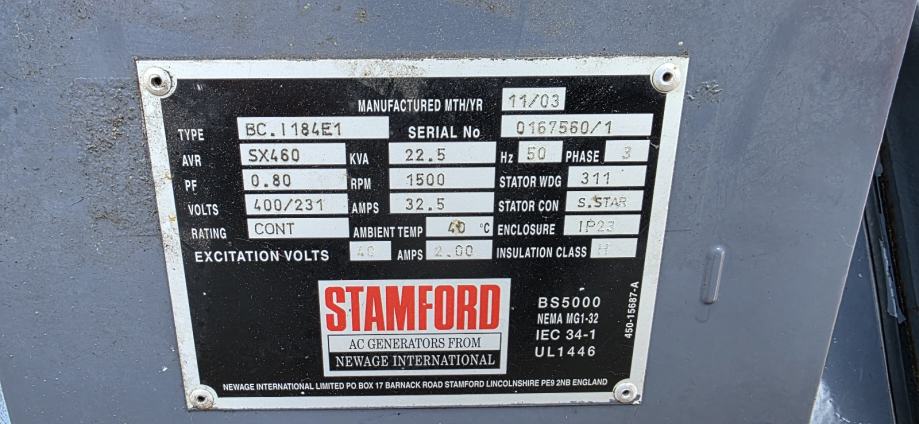 MANUFACTURED MTH/YR 11/03
TYPE BC.I184E1 SERIAL No 0167560/1
AVR SX460 KVA 22.5 Hz 50 PHASE 3
PF 0.80 RPM 1500 STATOR WDG 311
VOLTS 400/231 AMPS 32.5 STATOR CON S.STAR
RATING CONT AMBIENT TEMP 40 °C ENCLOSURE IP23
EXCITATION VOLTS 40 AMPS 2.00 INSULATION CLASS H
STAMFORD
AC GENERATORS FROM
NEWAGE INTERNATIONAL
BS5000
NEMA MG1-32
IEC 34-1
UL1446
450-15687-A
NEWAGE INTERNATIONAL LIMITED PO BOX 17 BARNACK ROAD STAMFORD LINCOLNSHIRE PE9 2NB ENGLAND